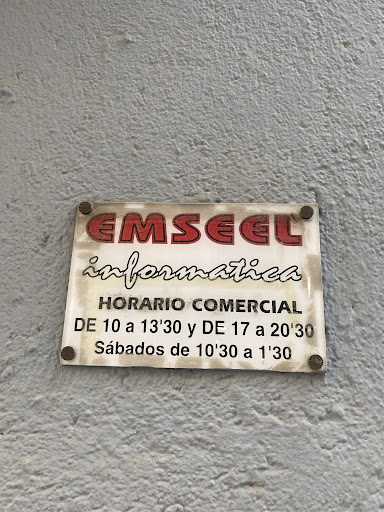 EMSEEL
informatica
HORARIO COMERCIAL
DE 10 a 13'30 y DE 17 a 20'30
Sábados de 10'30 a 1'30